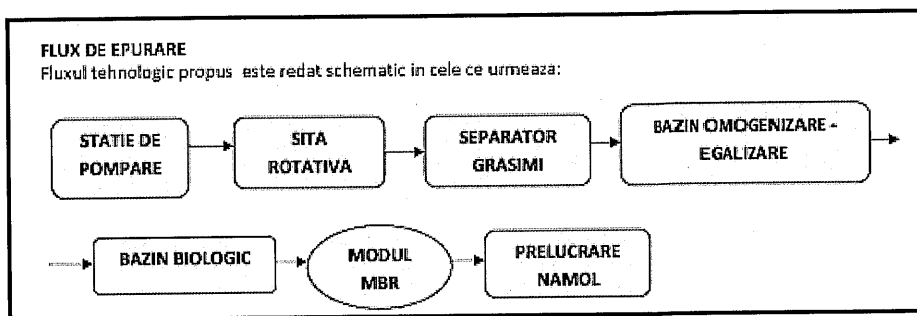 FLUX DE EPURARE
Fluxul tehnologic propus este redat schematic in cele ce urmeaza:
STATIE DE
POMPARE
SITA
ROTATIVA
SEPARATOR
GRASIMI
BAZIN OMOGENIZARE -
EGALIZARE
BAZIN BIOLOGIC
MODUL
MBR
PRELUCRARE
NAMOL